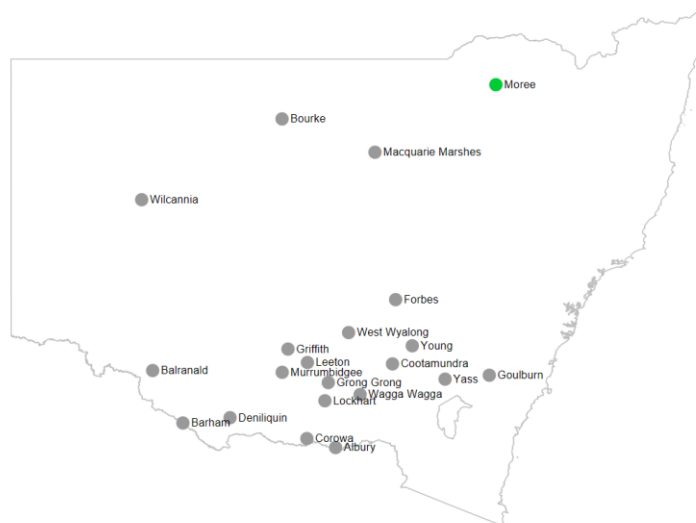 Moree
Bourke
Macquarie Marshes
Wilcannia
Forbes
West Wyalong
Young
Griffith
Leeton
Cootamundra
Balranald
Murrumbidgee
Goulburn
Yass
Grong Grong
Wagga Wagga
Lockhart
Deniliquin
Barham
Corowa
Albury